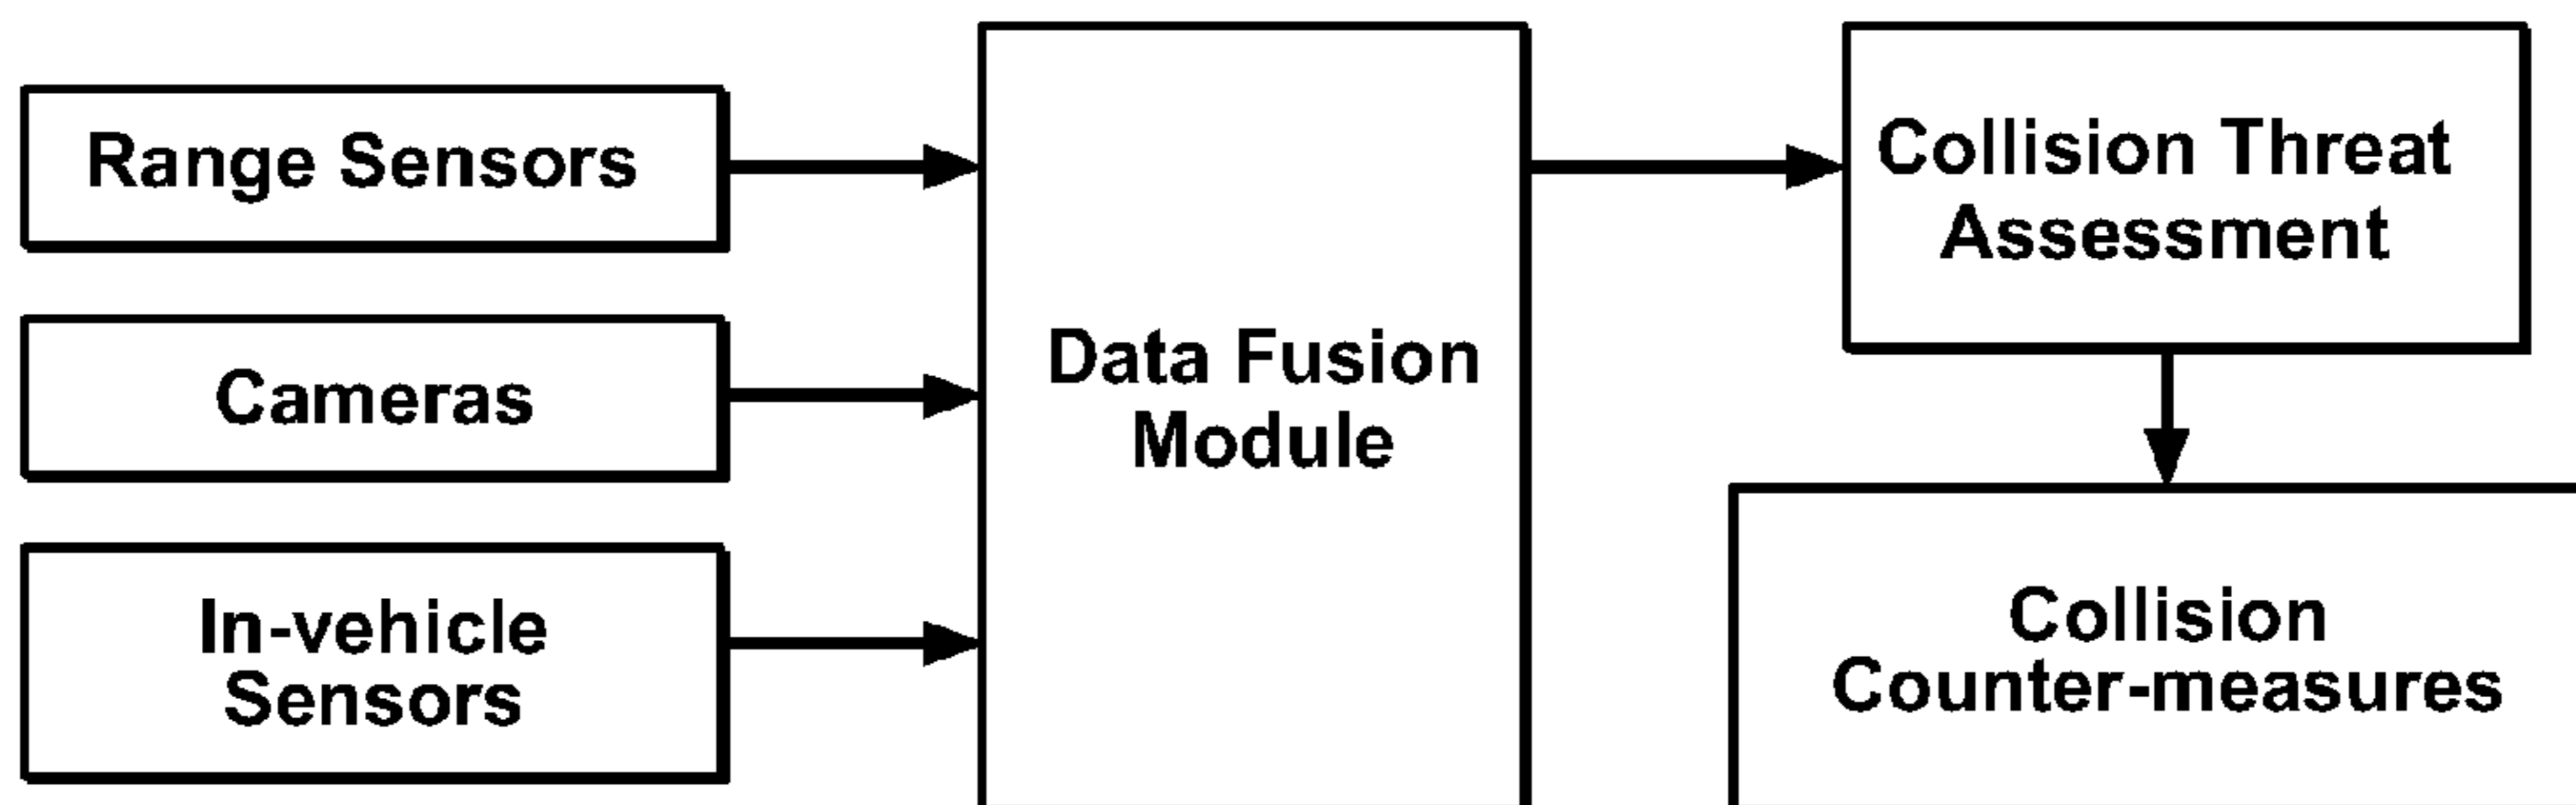 Range Sensors
Cameras
In-vehicle
Sensors
Data Fusion
Module
Collision Threat
Assessment
Collision
Counter-measures